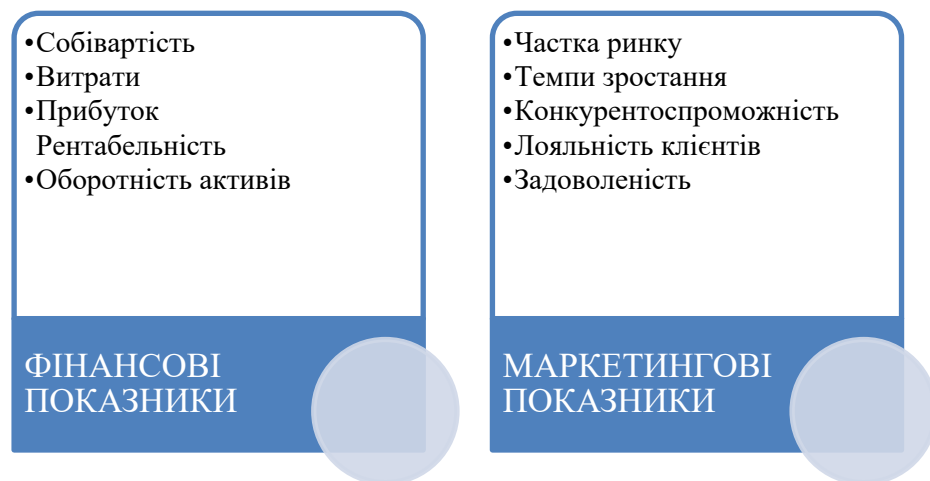 •Собівартість
•Витрати
•Прибуток
Рентабельність
•Оборотність активів
ФІНАНСОВІ
ПОКАЗНИКИ
•Частка ринку
•Темпи зростання
•Конкурентоспроможність
•Лояльність клієнтів
•Задоволеність
МАРКЕТИНГОВІ
ПОКАЗНИКИ